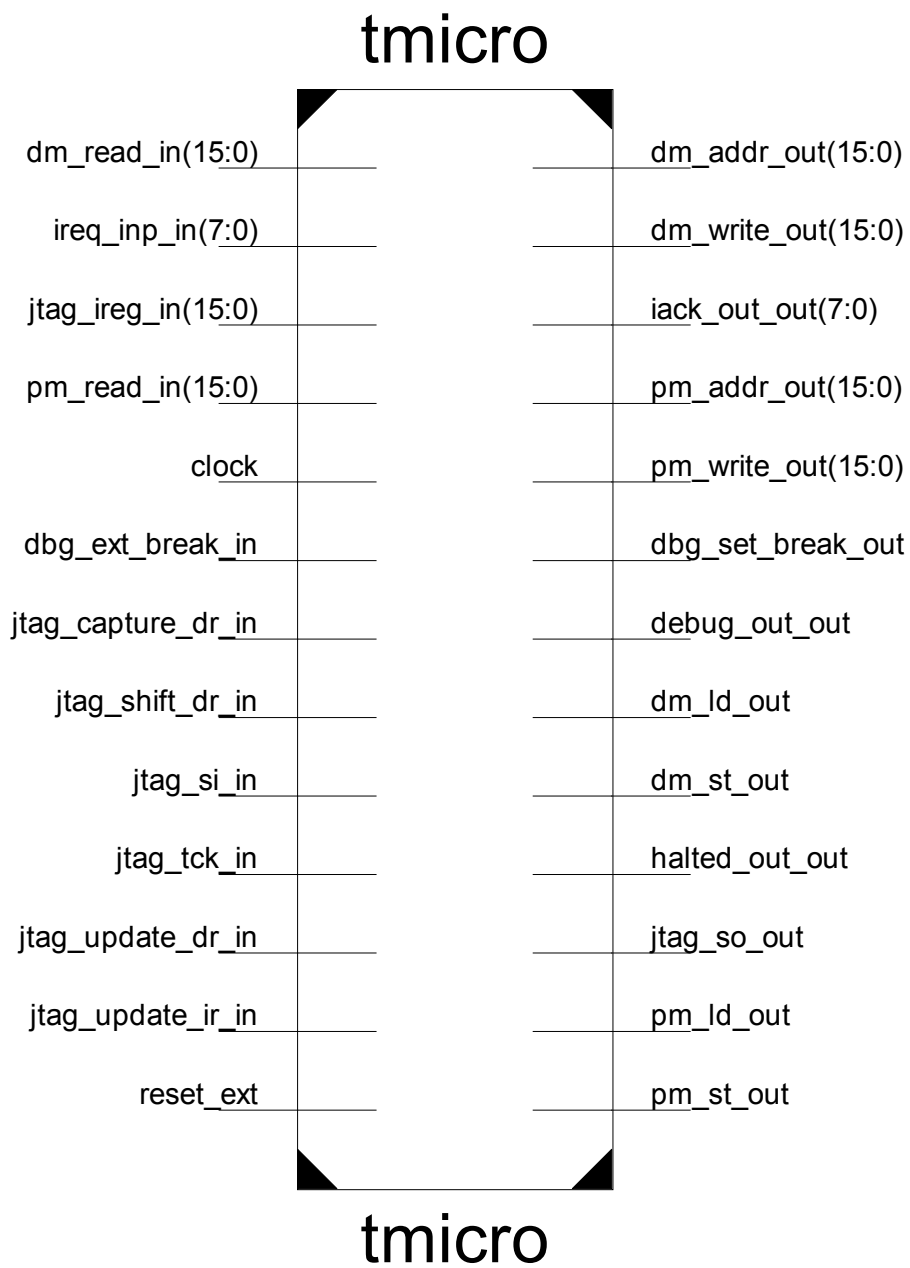 tmicro
dm_read_in(15:0) dm_addr_out(15:0)
ireq_inp_in(7:0) dm_write_out(15:0)
jtag_ireg_in(15:0) iack_out_out(7:0)
pm_read_in(15:0) pm_addr_out(15:0)
clock pm_write_out(15:0)
dbg_ext_break_in dbg_set_break_out
jtag_capture_dr_in debug_out_out
jtag_shift_dr_in dm_ld_out
jtag_si_in dm_st_out
jtag_tck_in halted_out_out
jtag_update_dr_in jtag_so_out
jtag_update_ir_in pm_ld_out
reset_ext pm_st_out
tmicro